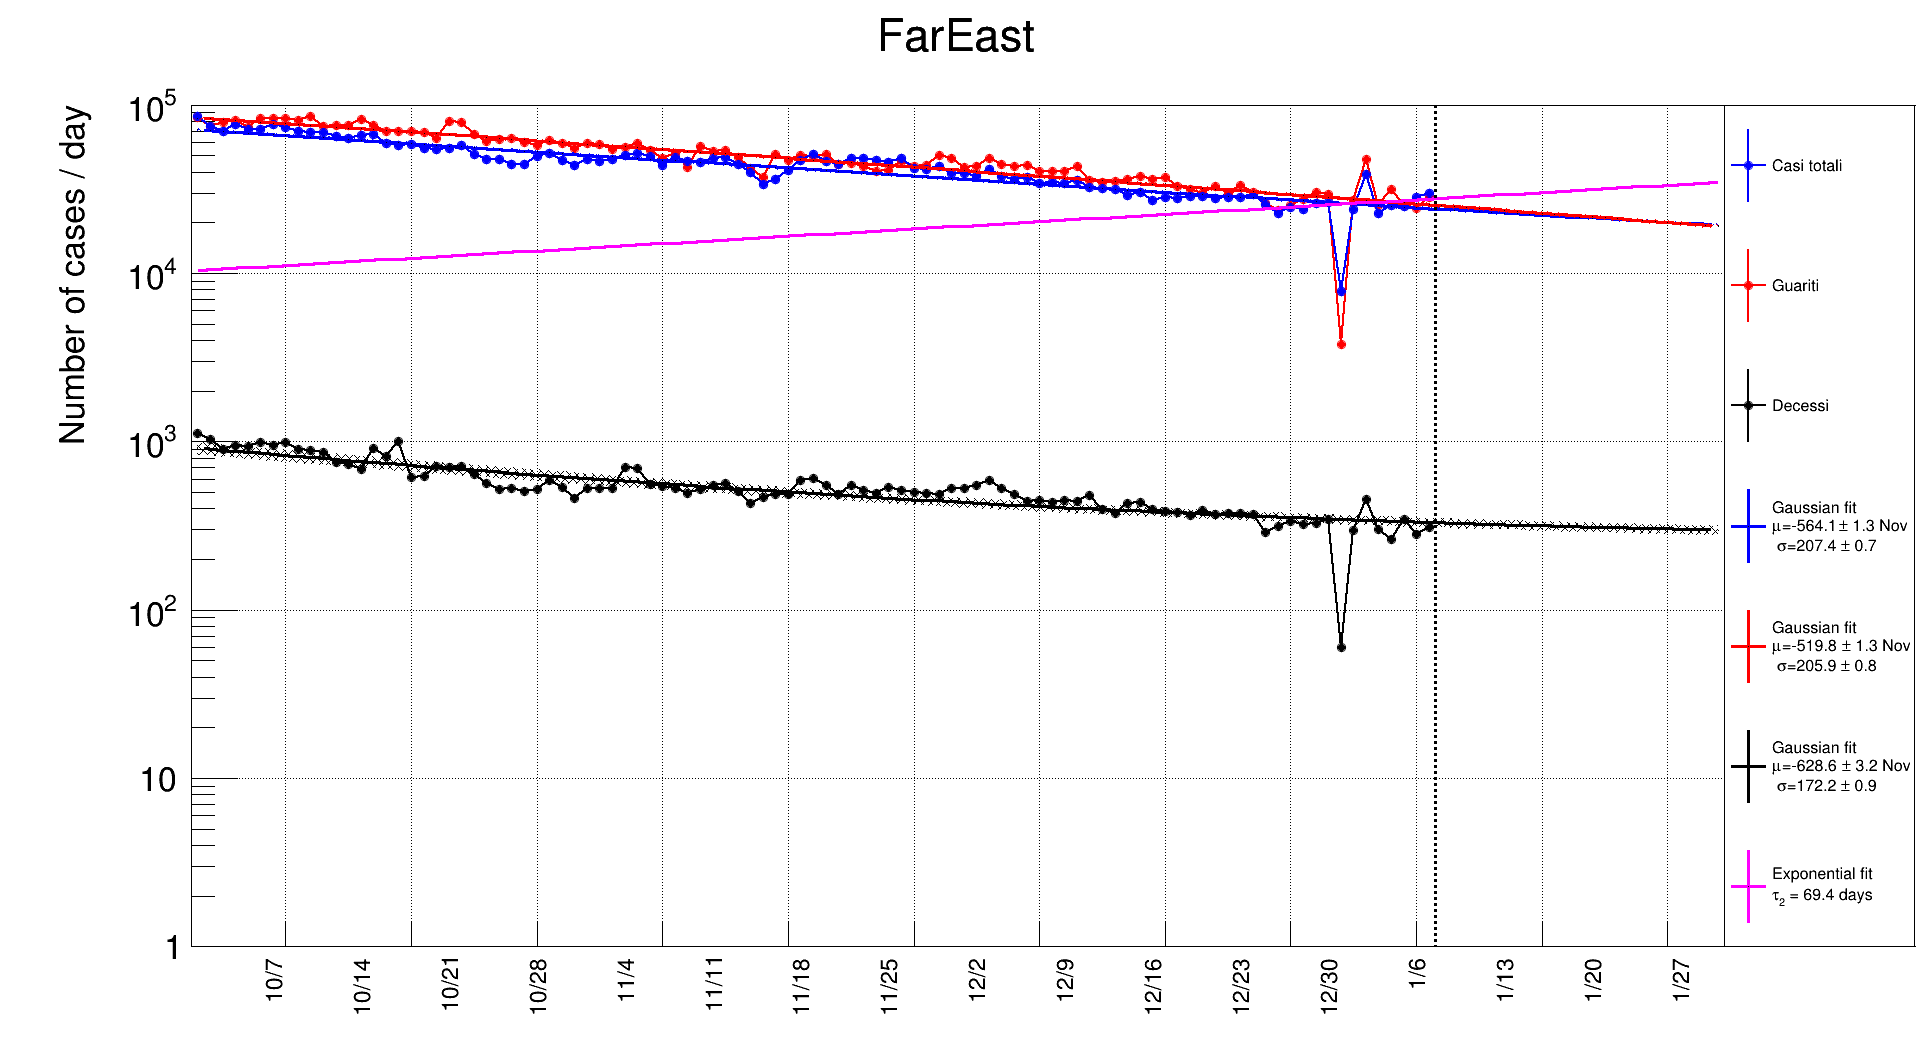 FarEast
Number of cases / day
10^5
10^4
10^3
10^2
10
1
10/7
10/14
10/21
10/28
11/4
11/11
11/18
11/25
12/2
12/9
12/16
12/23
12/30
1/6
1/13
1/20
1/27
Casi totali
Guariti
Decessi
Gaussian fit
μ=-564.1 ± 1.3 Nov
σ=207.4 ± 0.7
Gaussian fit
μ=-519.8 ± 1.3 Nov
σ=205.9 ± 0.8
Gaussian fit
μ=-628.6 ± 3.2 Nov
σ=172.2 ± 0.9
Exponential fit
τ₂ = 69.4 days